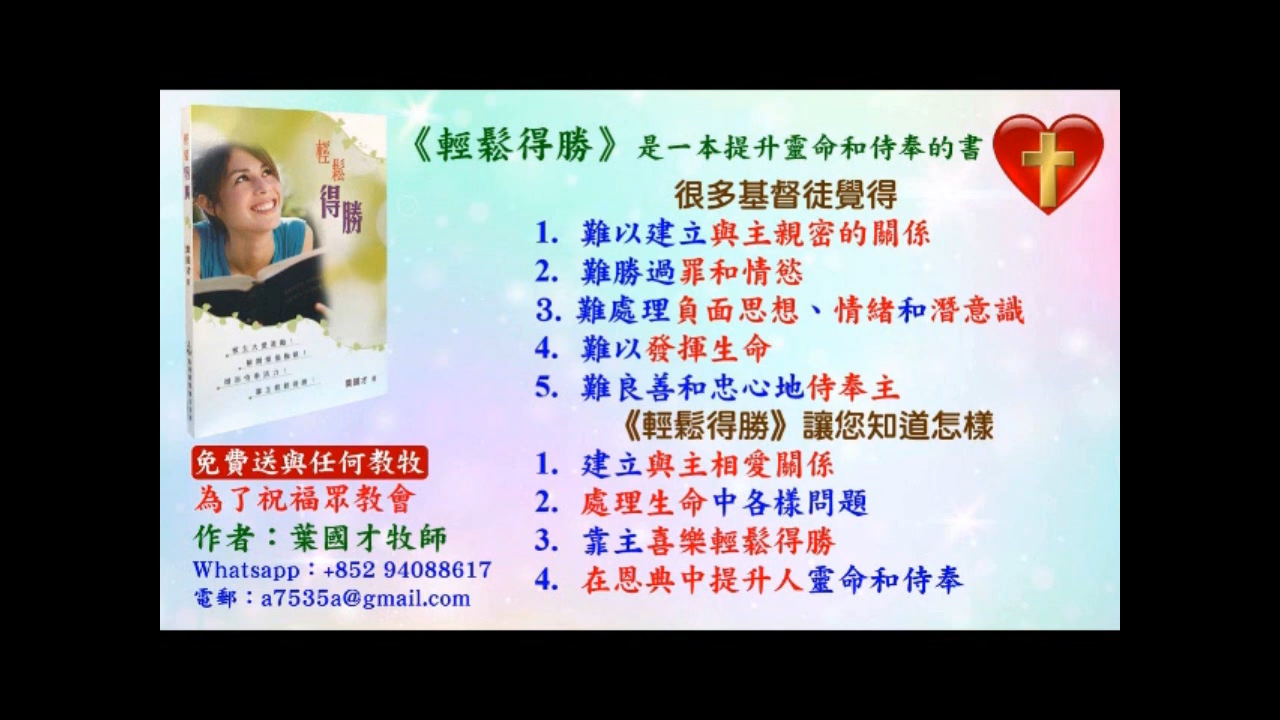 《輕鬆得勝》是一本提升靈命和侍奉的書
很多基督徒覺得
1. 難以建立與主親密的關係
2. 難勝過罪和情慾
3. 難處理負面思想、情緒和潛意識
4. 難以發揮生命
5. 難良善和忠心地侍奉主
《輕鬆得勝》讓您知道怎樣
1. 建立與主相愛關係
2. 處理生命中各樣問題
3. 靠主喜樂輕鬆得勝
4. 在恩典中提升人靈命和侍奉
輕鬆
得勝
葉國才 著
免費送與任何教牧
為了祝福眾教會
作者：葉國才牧師
Whatsapp：+852 94088617
電郵：a7535a@gmail.com